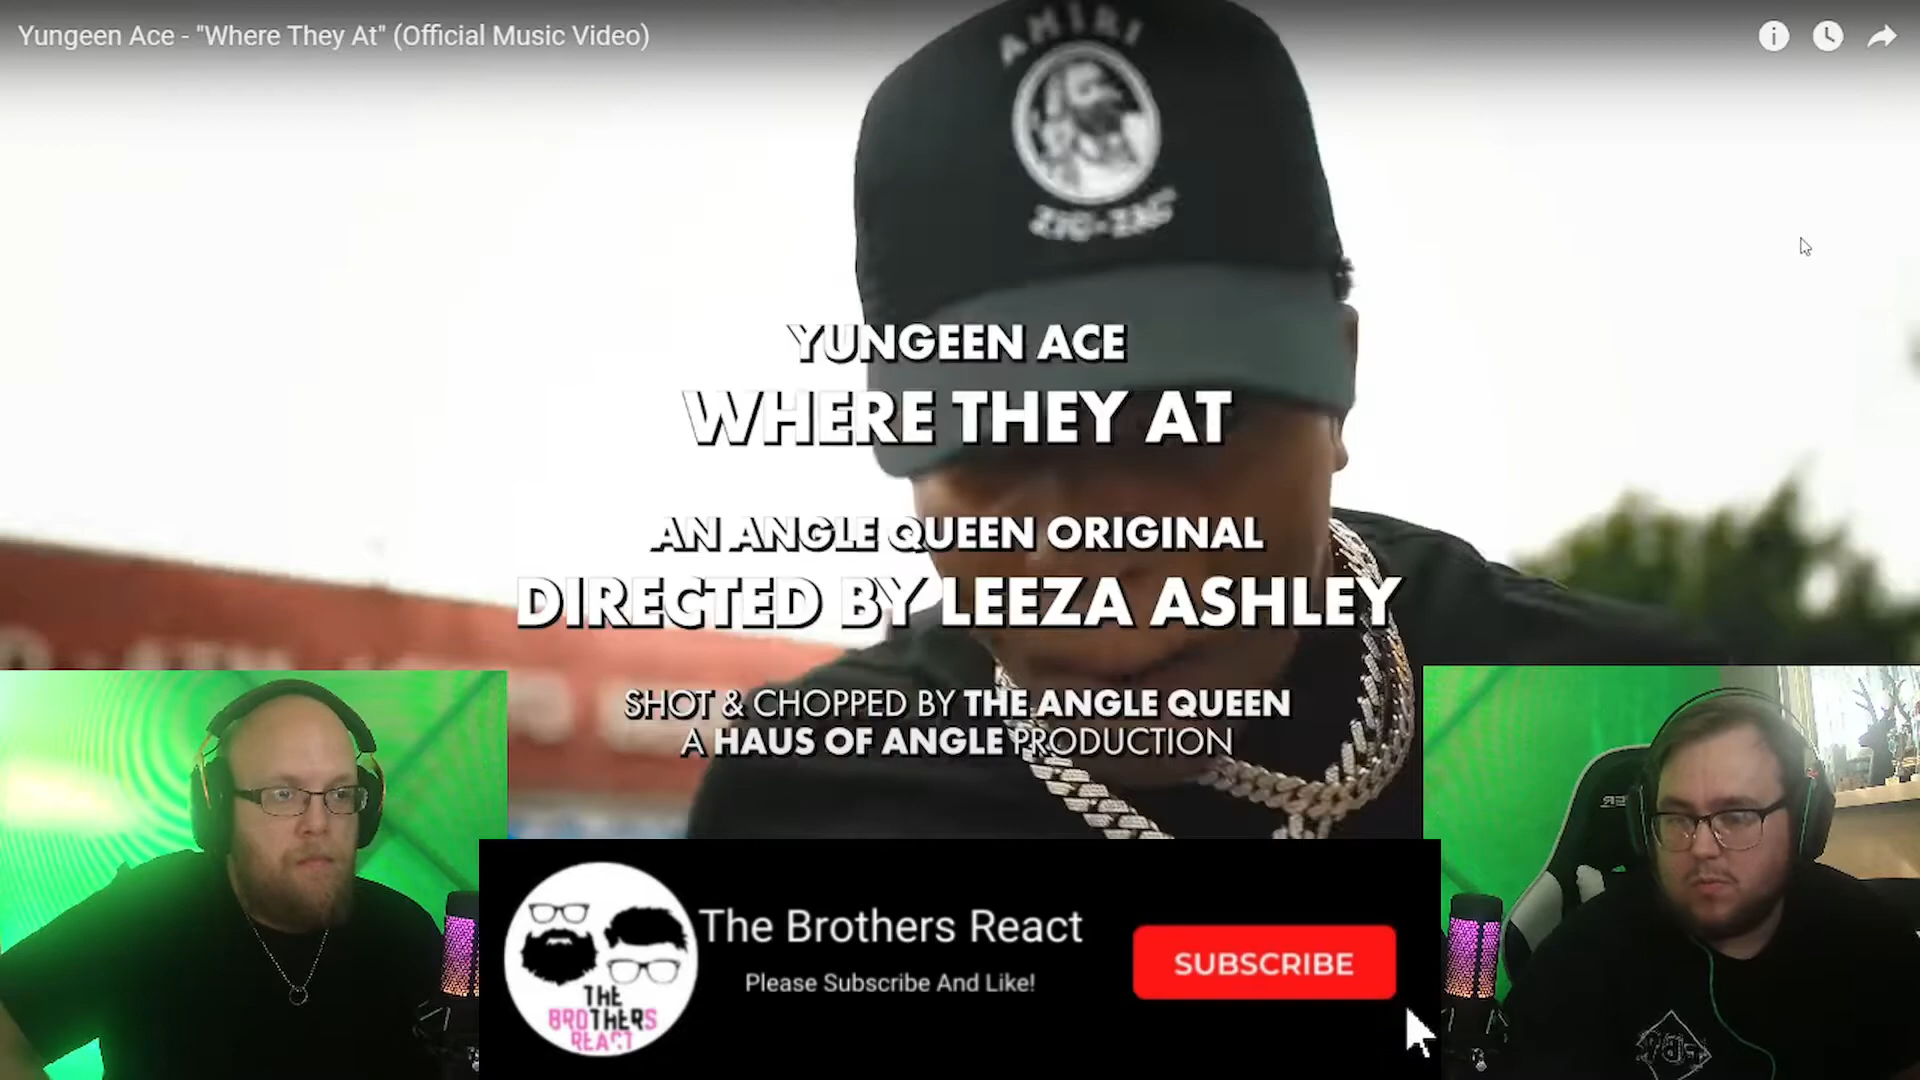 Yungeen Ace - "Where They At" (Official Music Video)
AMIRI
ZIG-ZAG
YUNGEEN ACE
WHERE THEY AT
AN ANGLE QUEEN ORIGINAL
DIRECTED BY LEEZA ASHLEY
SHOT & CHOPPED BY THE ANGLE QUEEN
A HAUS OF ANGLE PRODUCTION
The Brothers React
Please Subscribe And Like!
SUBSCRIBE
THE
BROTHERS
REACT